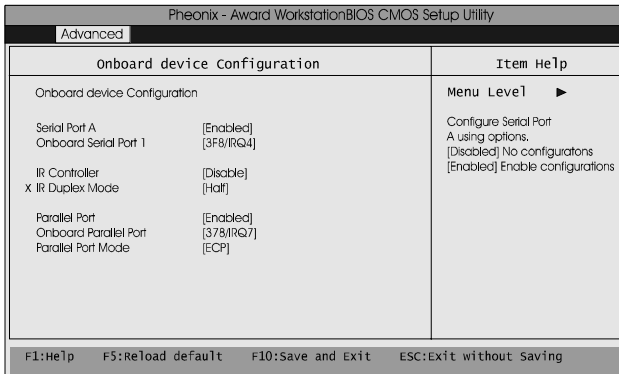 Pheonix - Award WorkstationBIOS CMOS Setup Utility
Advanced
Onboard device Configuration
Item Help
Onboard device Configuration
Serial Port A [Enabled]
Onboard Serial Port 1 [3F8/IRQ4]
IR Controller [Disable]
X IR Duplex Mode [Half]
Parallel Port [Enabled]
Onboard Parallel Port [378/IRQ7]
Parallel Port Mode [ECP]
Menu Level ▶
Configure Serial Port
A using options.
[Disabled] No configuratons
[Enabled] Enable configurations
F1:Help F5:Reload default F10:Save and Exit ESC:Exit without Saving